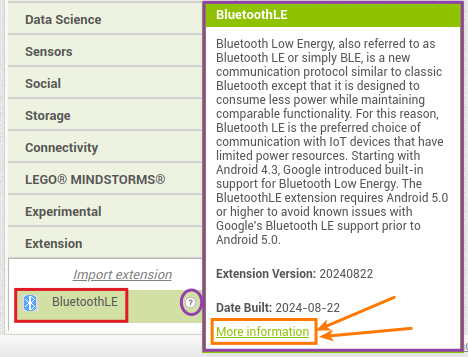 Data Science
Sensors
Social
Storage
Connectivity
LEGO® MINDSTORMS®
Experimental
Extension
Import extension
BluetoothLE
?
BluetoothLE
Bluetooth Low Energy, also referred to as
Bluetooth LE or simply BLE, is a new
communication protocol similar to classic
Bluetooth except that it is designed to
consume less power while maintaining
comparable functionality. For this reason,
Bluetooth LE is the preferred choice of
communication with IoT devices that have
limited power resources. Starting with
Android 4.3, Google introduced built-in
support for Bluetooth Low Energy. The
BluetoothLE extension requires Android 5.0
or higher to avoid known issues with
Google's Bluetooth LE support prior to
Android 5.0.
Extension Version: 20240822
Date Built: 2024-08-22
More information